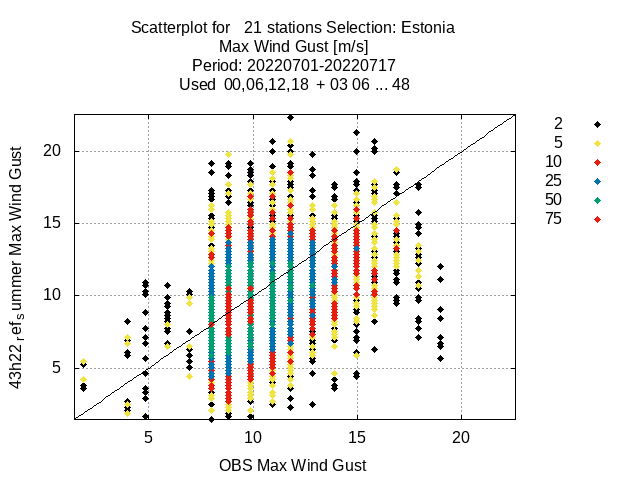 Scatterplot for 21 stations Selection: Estonia
Max Wind Gust [m/s]
Period: 20220701-20220717
Used 00,06,12,18 + 03 06 ... 48
43h22ref summer Max Wind Gust
20
15
10
5
5
10
15
20
OBS Max Wind Gust
2
5
10
25
50
75